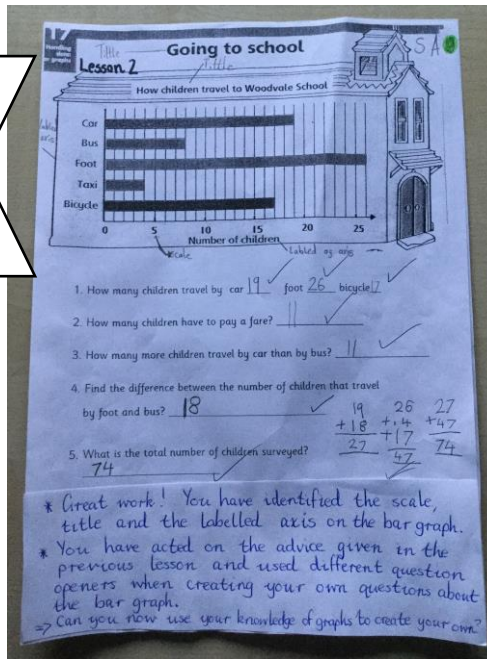 17
Handling data: bar graphs
Title
Going to school
S A
Lesson 2
Title
How children travel to Woodvale School
Car
Bus
Foot
Taxi
Bicycle
0 5 10 15 20 25
Number of children
scale
1. How many children travel by car 19 foot 26 bicycle 17
2. How many children have to pay a fare? 11
3. How many more children travel by car than by bus? 11
4. Find the difference between the number of children that travel
by foot and bus? 18
5. What is the total number of children surveyed?
74
19
+18
27
26
+ 4
+17
47
27
+47
74
* Great work! You have identified the scale,
title and the labelled axis on the bar graph.
* You have acted on the advice given in the
previous lesson and used different question
openers when creating your own questions about
the bar graph.
=> Can you now use your knowledge of graphs to create your own?